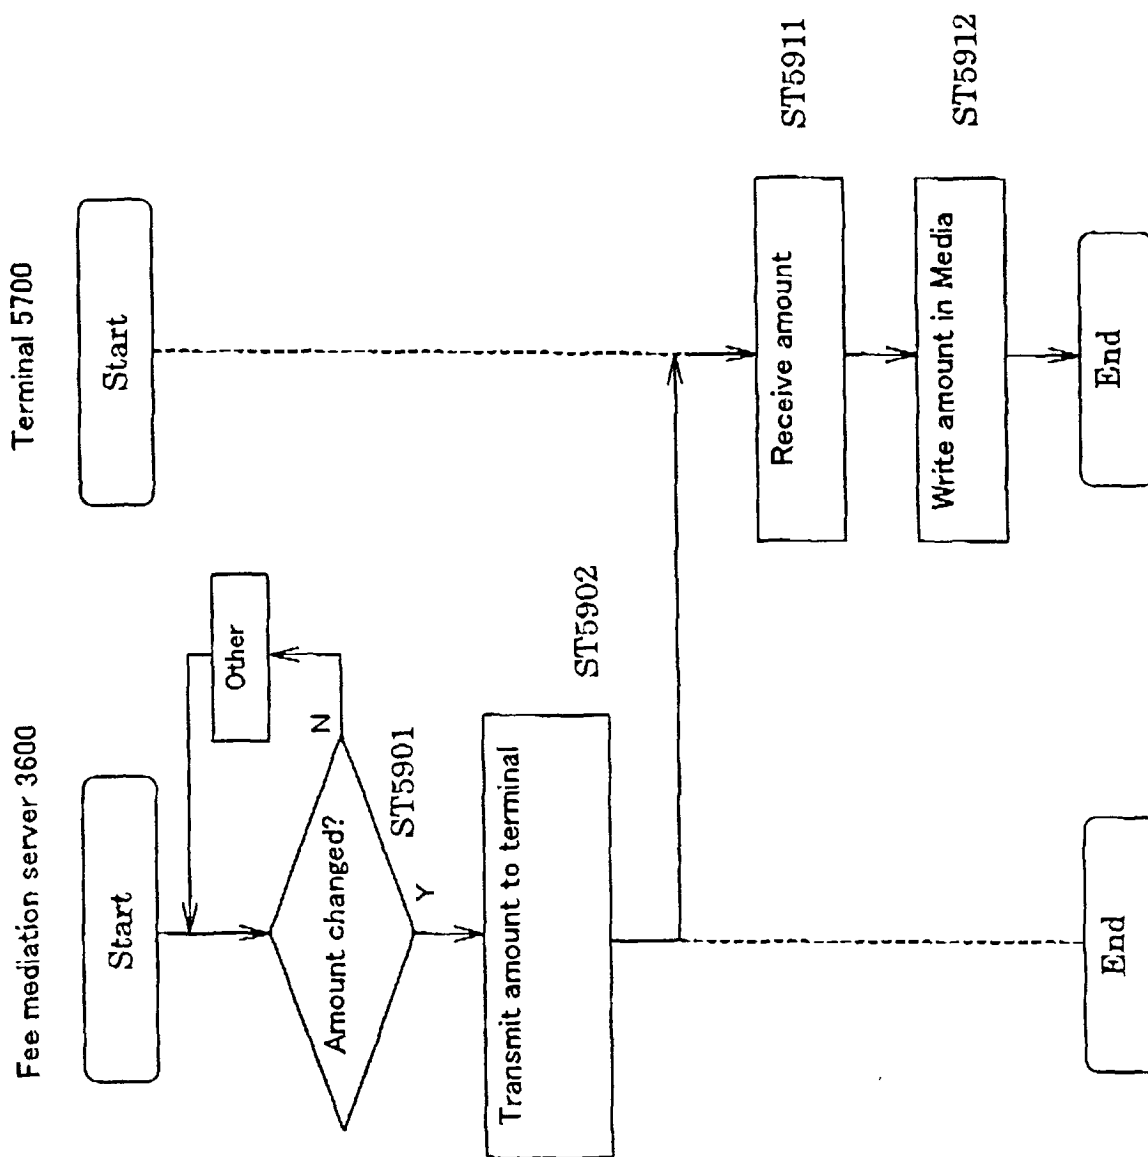 Fee mediation server 3600
Terminal 5700
Start
Start
Other
N
Amount changed?
ST5901
Y
Transmit amount to terminal
ST5902
Receive amount
ST5911
Write amount in Media
ST5912
End
End